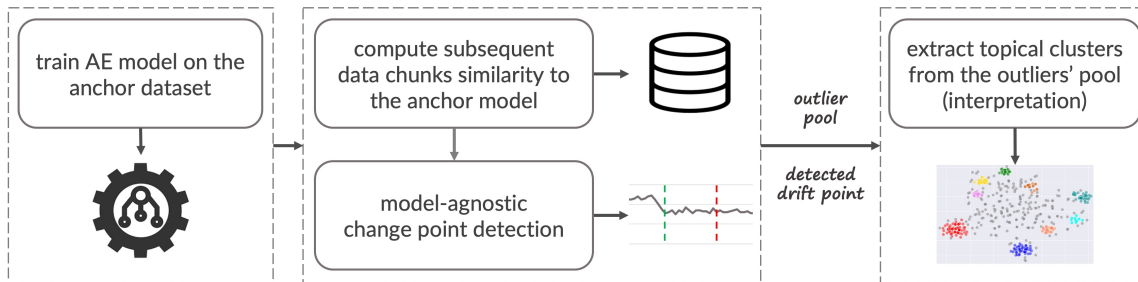 train AE model on the
anchor dataset
compute subsequent
data chunks similarity to
the anchor model
model-agnostic
change point detection
outlier
pool
detected
drift point
extract topical clusters
from the outliers' pool
(interpretation)